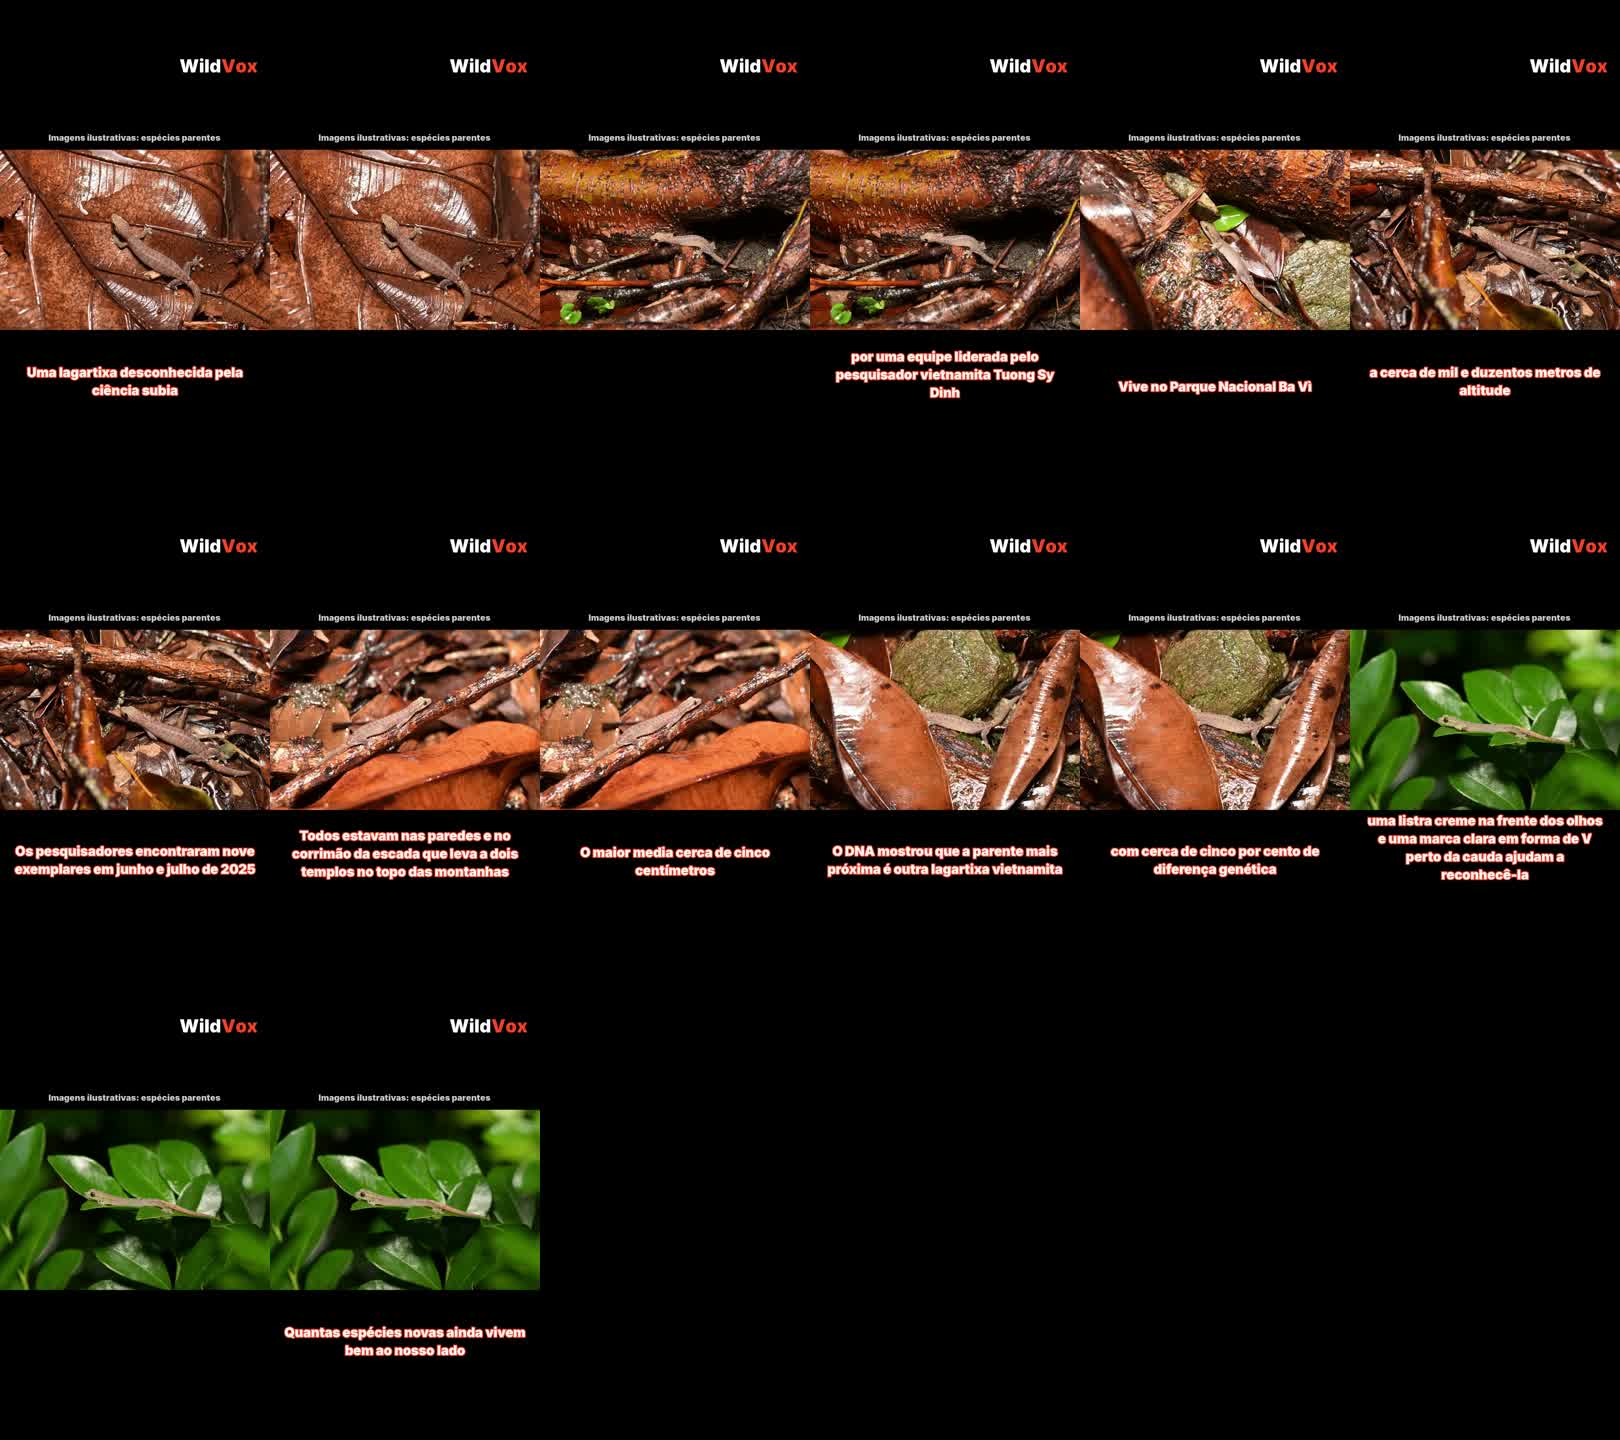 WildVox
WildVox
WildVox
WildVox
WildVox
WildVox
Imagens ilustrativas: espécies parentes
Imagens ilustrativas: espécies parentes
Imagens ilustrativas: espécies parentes
Imagens ilustrativas: espécies parentes
Imagens ilustrativas: espécies parentes
Imagens ilustrativas: espécies parentes
Uma lagartixa desconhecida pela
ciência subia
por uma equipe liderada pelo
pesquisador vietnamita Tuong Sy
Dinh
Vive no Parque Nacional Ba Vì
a cerca de mil e duzentos metros de
altitude
WildVox
WildVox
WildVox
WildVox
WildVox
WildVox
Imagens ilustrativas: espécies parentes
Imagens ilustrativas: espécies parentes
Imagens ilustrativas: espécies parentes
Imagens ilustrativas: espécies parentes
Imagens ilustrativas: espécies parentes
Imagens ilustrativas: espécies parentes
Os pesquisadores encontraram nove
exemplares em junho e julho de 2025
Todos estavam nas paredes e no
corrimão da escada que leva a dois
templos no topo das montanhas
O maior media cerca de cinco
centímetros
O DNA mostrou que a parente mais
próxima é outra lagartixa vietnamita
com cerca de cinco por cento de
diferença genética
uma listra creme na frente dos olhos
e uma marca clara em forma de V
perto da cauda ajudam a
reconhecê-la
WildVox
WildVox
Imagens ilustrativas: espécies parentes
Imagens ilustrativas: espécies parentes
Quantas espécies novas ainda vivem
bem ao nosso lado